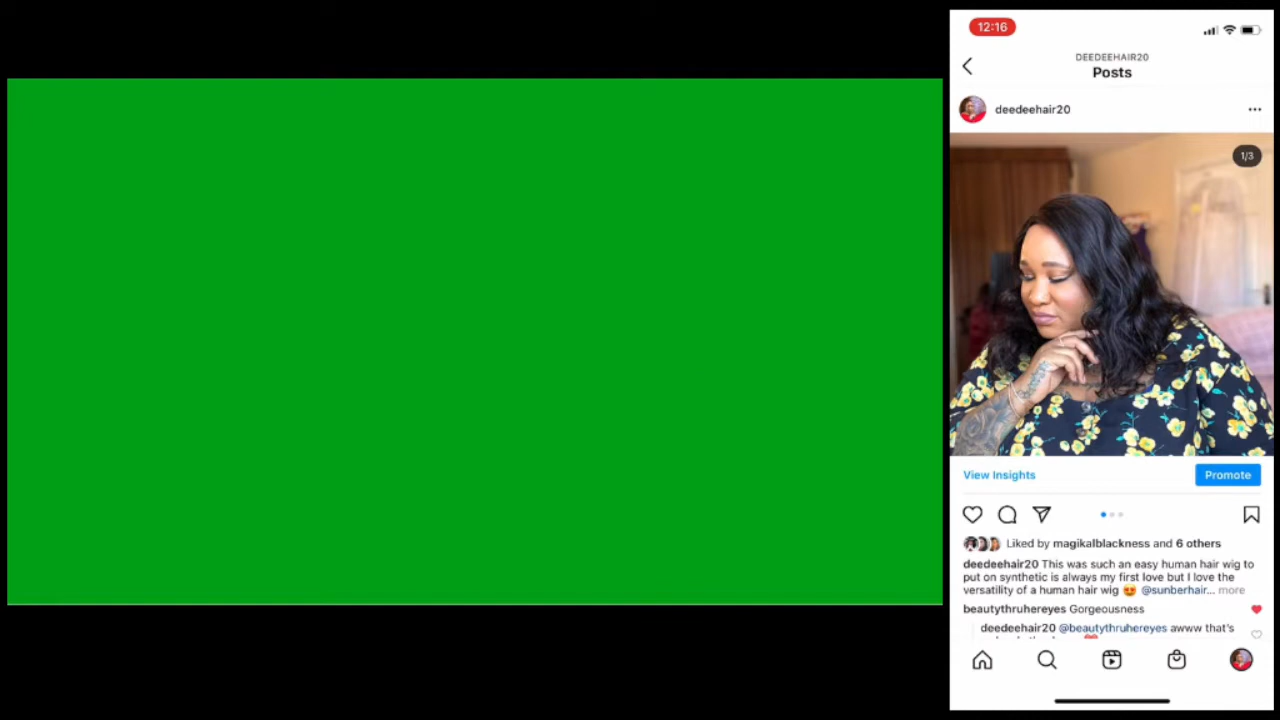 12:16
DEEDEEHAIR20
Posts
deedeehair20
1/3
View Insights
Promote
Liked by magikalblackness and 6 others
deedeehair20 This was such an easy human hair wig to
put on synthetic is always my first love but I love the
versatility of a human hair wig 😍 @sunberhair... more
beautythruhereyes Gorgeousness
deedeehair20 @beautythruhereyes awww that's